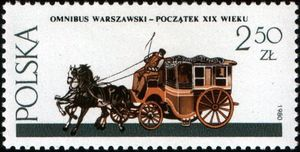 OMNIBUS WARSZAWSKI – POCZĄTEK XIX WIEKU
POLSKA
2.50
ZŁ
1980